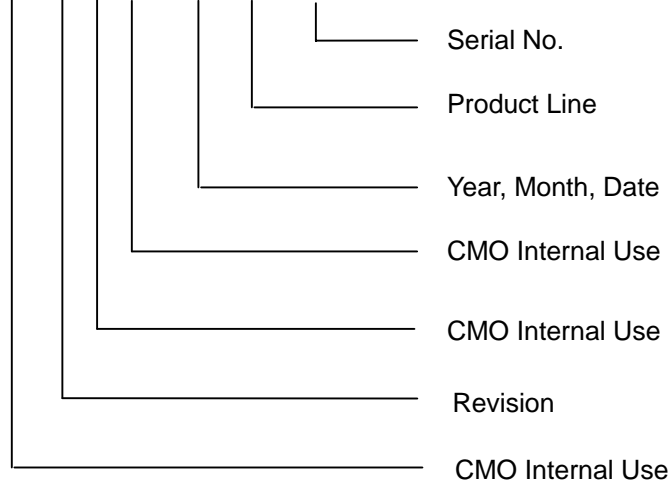 Serial No.
Product Line
Year, Month, Date
CMO Internal Use
CMO Internal Use
Revision
CMO Internal Use